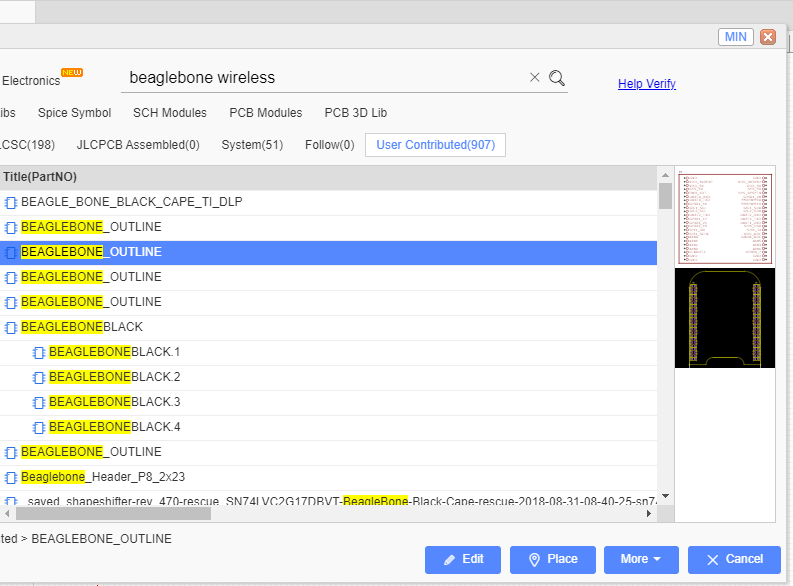 MIN
Electronics NEW
beaglebone wireless
Help Verify
ibs Spice Symbol SCH Modules PCB Modules PCB 3D Lib
LCSC(198) JLCPCB Assembled(0) System(51) Follow(0) User Contributed(907)
Title(PartNO)
BEAGLE_BONE_BLACK_CAPE_TI_DLP
BEAGLEBONE_OUTLINE
BEAGLEBONE_OUTLINE
BEAGLEBONE_OUTLINE
BEAGLEBONE_OUTLINE
BEAGLEBONEBLACK
BEAGLEBONEBLACK.1
BEAGLEBONEBLACK.2
BEAGLEBONEBLACK.3
BEAGLEBONEBLACK.4
BEAGLEBONE_OUTLINE
Beaglebone_Header_P8_2x23
_saved_shapeshifter-rev_470-rescue_SN74LVC2G17DBVT-BeagleBone-Black-Cape-rescue-2018-08-31-08-40-25-sn74
ted > BEAGLEBONE_OUTLINE
Edit Place More Cancel